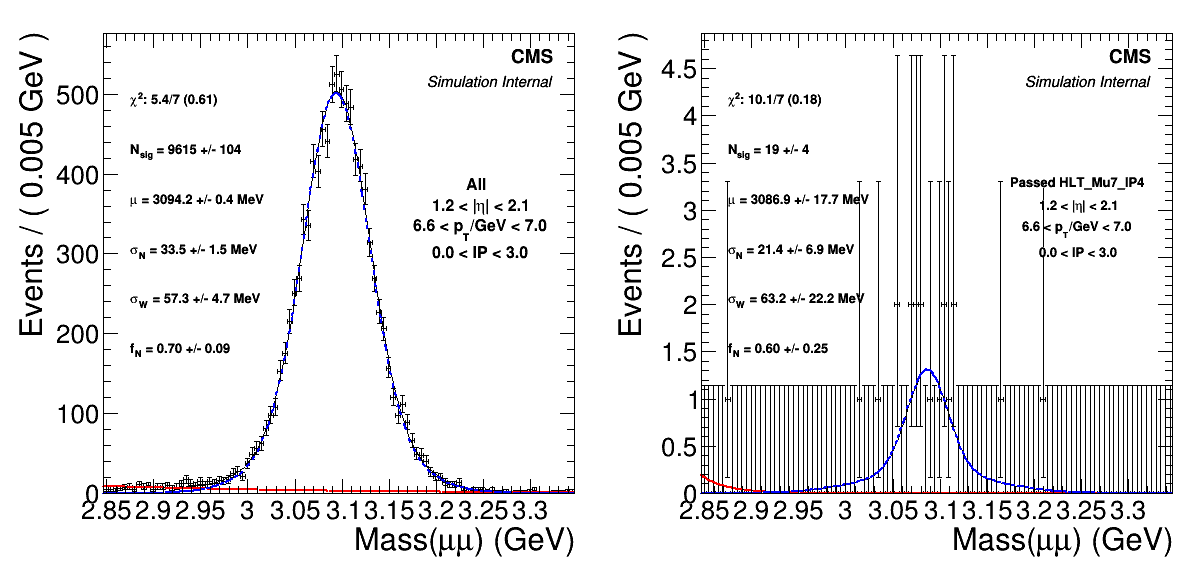 Events / ( 0.005 GeV )
CMS
Simulation Internal
χ²: 5.4/7 (0.61)
N_sig = 9615 +/- 104
μ = 3094.2 +/- 0.4 MeV
σ_N = 33.5 +/- 1.5 MeV
σ_W = 57.3 +/- 4.7 MeV
f_N = 0.70 +/- 0.09
All
1.2 < |η| < 2.1
6.6 < p_T/GeV < 7.0
0.0 < IP < 3.0
500
400
300
200
100
0
2.85 2.9 2.95 3 3.05 3.1 3.15 3.2 3.25 3.3
Mass(μμ) (GeV)
Events / ( 0.005 GeV )
CMS
Simulation Internal
χ²: 10.1/7 (0.18)
N_sig = 19 +/- 4
μ = 3086.9 +/- 17.7 MeV
σ_N = 21.4 +/- 6.9 MeV
σ_W = 63.2 +/- 22.2 MeV
f_N = 0.60 +/- 0.25
Passed HLT_Mu7_IP4
1.2 < |η| < 2.1
6.6 < p_T/GeV < 7.0
0.0 < IP < 3.0
4.5
4
3.5
3
2.5
2
1.5
1
0.5
0
2.85 2.9 2.95 3 3.05 3.1 3.15 3.2 3.25 3.3
Mass(μμ) (GeV)